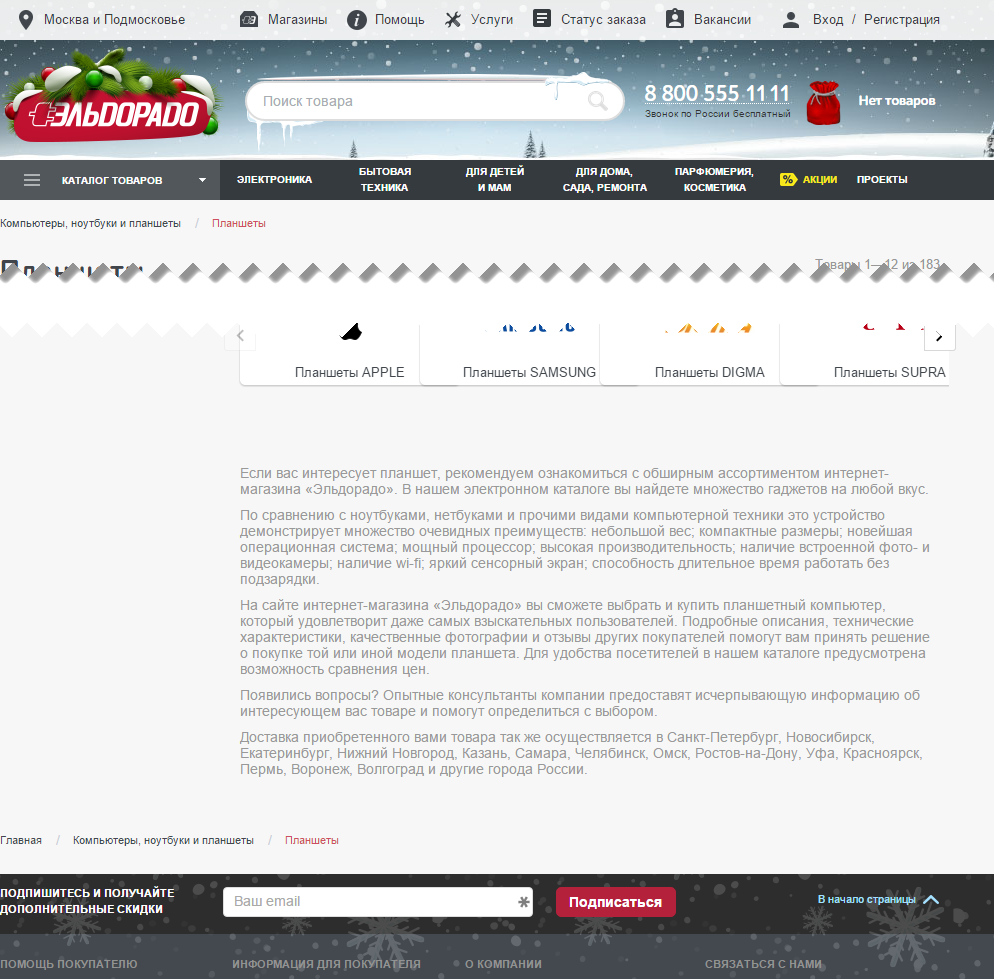 Москва и Подмосковье Магазины Помощь Услуги Статус заказа Вакансии Вход / Регистрация
ЭЛЬДОРАДО
Поиск товара
8 800 555 11 11
Звонок по России бесплатный
Нет товаров
КАТАЛОГ ТОВАРОВ
ЭЛЕКТРОНИКА
БЫТОВАЯ
ТЕХНИКА
ДЛЯ ДЕТЕЙ
И МАМ
ДЛЯ ДОМА,
САДА, РЕМОНТА
ПАРФЮМЕРИЯ,
КОСМЕТИКА
% АКЦИИ
ПРОЕКТЫ
Компьютеры, ноутбуки и планшеты / Планшеты
Планшеты
Товары 1—12 из 183
Планшеты APPLE
Планшеты SAMSUNG
Планшеты DIGMA
Планшеты SUPRA
Если вас интересует планшет, рекомендуем ознакомиться с обширным ассортиментом интернет-
магазина «Эльдорадо». В нашем электронном каталоге вы найдете множество гаджетов на любой вкус.
По сравнению с ноутбуками, нетбуками и прочими видами компьютерной техники это устройство
демонстрирует множество очевидных преимуществ: небольшой вес; компактные размеры; новейшая
операционная система; мощный процессор; высокая производительность; наличие встроенной фото- и
видеокамеры; наличие wi-fi; яркий сенсорный экран; способность длительное время работать без
подзарядки.
На сайте интернет-магазина «Эльдорадо» вы сможете выбрать и купить планшетный компьютер,
который удовлетворит даже самых взыскательных пользователей. Подробные описания, технические
характеристики, качественные фотографии и отзывы других покупателей помогут вам принять решение
о покупке той или иной модели планшета. Для удобства посетителей в нашем каталоге предусмотрена
возможность сравнения цен.
Появились вопросы? Опытные консультанты компании предоставят исчерпывающую информацию об
интересующем вас товаре и помогут определиться с выбором.
Доставка приобретенного вами товара так же осуществляется в Санкт-Петербург, Новосибирск,
Екатеринбург, Нижний Новгород, Казань, Самара, Челябинск, Омск, Ростов-на-Дону, Уфа, Красноярск,
Пермь, Воронеж, Волгоград и другие города России.
Главная / Компьютеры, ноутбуки и планшеты / Планшеты
ПОДПИШИТЕСЬ И ПОЛУЧАЙТЕ
ДОПОЛНИТЕЛЬНЫЕ СКИДКИ
Ваш email
Подписаться
В начало страницы
ПОМОЩЬ ПОКУПАТЕЛЮ ИНФОРМАЦИЯ ДЛЯ ПОКУПАТЕЛЯ О КОМПАНИИ СВЯЗАТЬСЯ С НАМИ